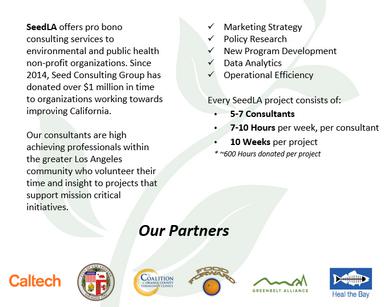 SeedLA offers pro bono
consulting services to
environmental and public health
non-profit organizations. Since
2014, Seed Consulting Group has
donated over $1 million in time
to organizations working towards
improving California.
Our consultants are high
achieving professionals within
the greater Los Angeles
community who volunteer their
time and insight to projects that
support mission critical
initiatives.
✓ Marketing Strategy
✓ Policy Research
✓ New Program Development
✓ Data Analytics
✓ Operational Efficiency
Every SeedLA project consists of:
• 5-7 Consultants
• 7-10 Hours per week, per consultant
• 10 Weeks per project
* ~600 Hours donated per project
Our Partners
Caltech
COALITION
GREENBELT ALLIANCE
Heal the Bay